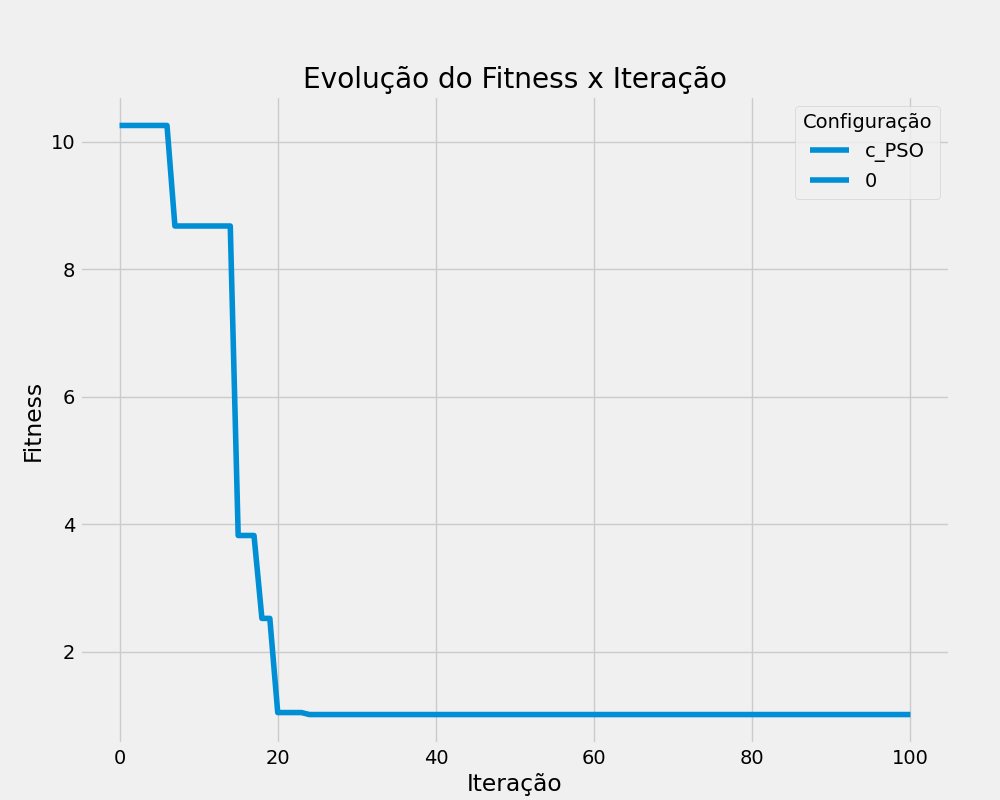 Evolução do Fitness x Iteração
Configuração
c_PSO
0
Fitness
10
8
6
4
2
0 20 40 60 80 100
Iteração